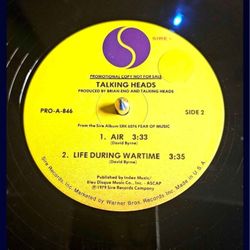 SIRE
PROMOTIONAL COPY NOT FOR SALE
TALKING HEADS
PRODUCED BY BRIAN ENO AND TALKING HEADS
PRO-A-846
SIDE 2
From the Sire Album SRK 6076 FEAR OF MUSIC
1. AIR 3:33
(David Byrne)
2. LIFE DURING WARTIME 3:35
(David Byrne)
Published by Index Music/
Bleu Disque Music Co., Inc. - ASCAP
℗ 1979 Sire Records Company
Sire Records, Inc. Marketed by Warner Bros. Records Inc. Made in U.S.A.